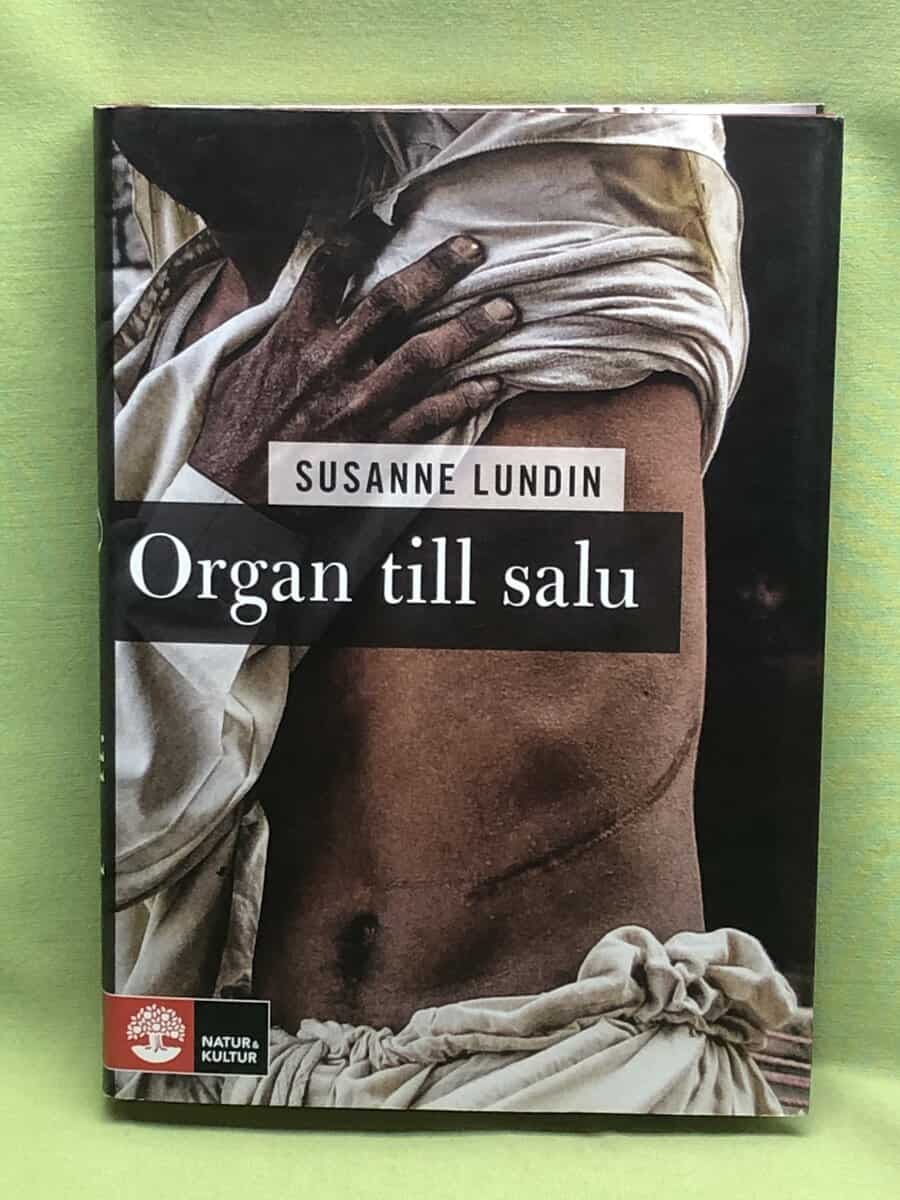 SUSANNE LUNDIN
Organ till salu
NATUR&
KULTUR